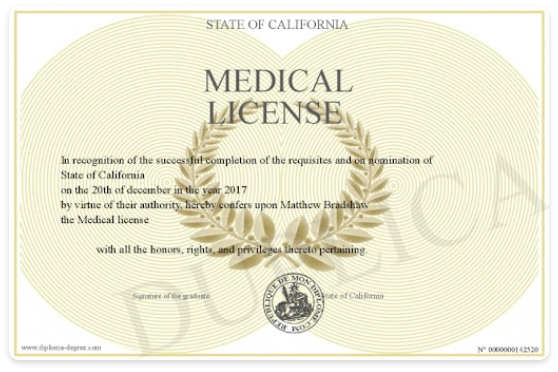 STATE OF CALIFORNIA
MEDICAL
LICENSE
In recognition of the successful completion of the requisites and on nomination of
State of California
on the 20th of december in the year 2017
by virtue of their authority, hereby confers upon Matthew Bradshaw
the Medical license
with all the honors, rights, and privileges thereto pertaining.
Signature of the graduate
State of California
REPUBLIQUE DE MON DIPLOME.COM
DUPLICA
www.diploma-degree.com
N° 0000000142520